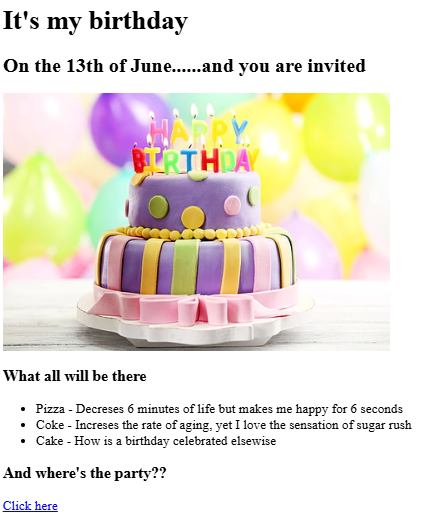 It's my birthday
On the 13th of June......and you are invited
HAPPY
BIRTHDAY
What all will be there
Pizza - Decreses 6 minutes of life but makes me happy for 6 seconds
Coke - Increses the rate of aging, yet I love the sensation of sugar rush
Cake - How is a birthday celebrated elsewise
And where's the party??
Click here